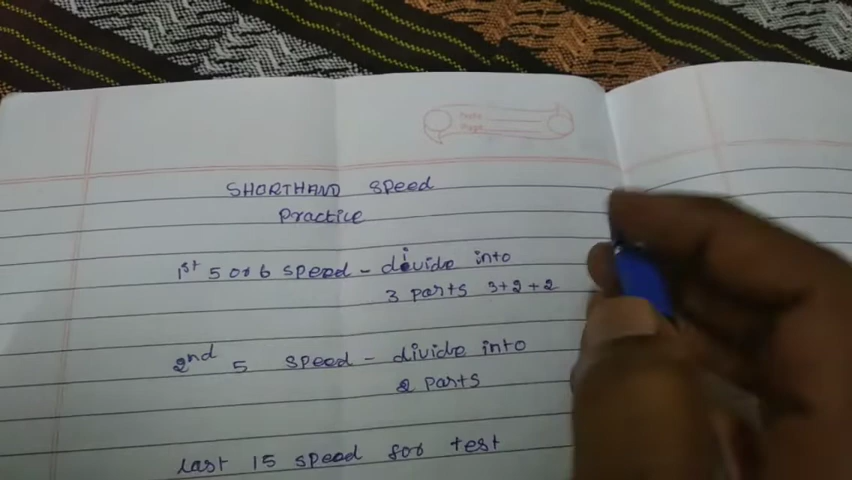 SHORTHAND Speed
Practice
1st 5 or 6 speed - divide into
3 parts 3+2+2
2nd 5 speed - divide into
2 parts
last 15 speed for test